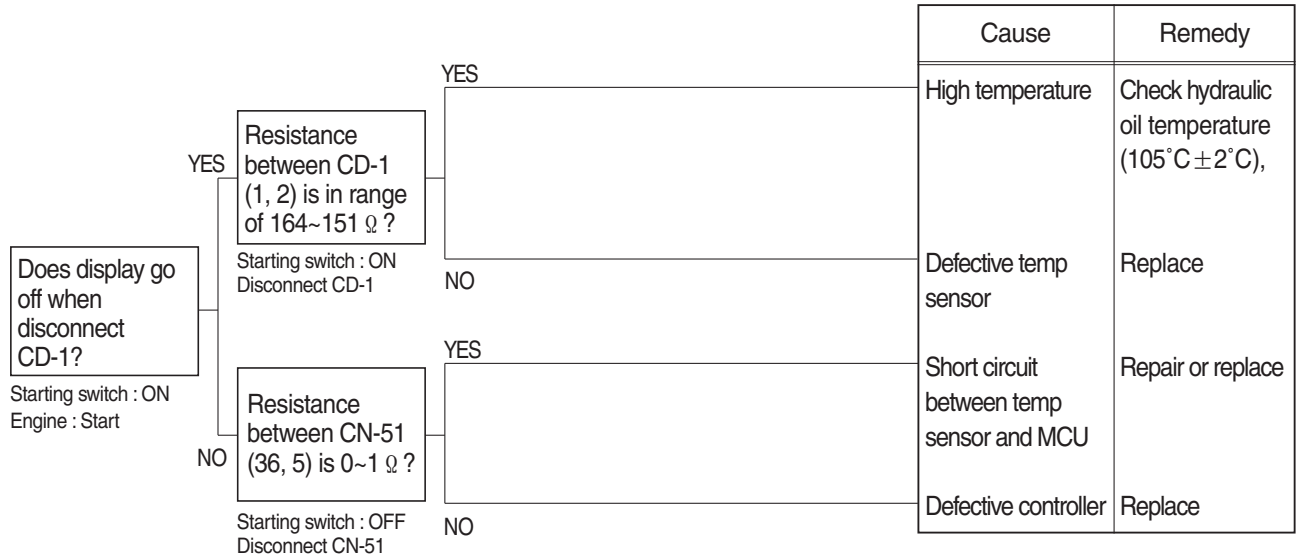 Does display go
off when
disconnect
CD-1?
Starting switch : ON
Engine : Start
YES
Resistance
between CD-1
(1, 2) is in range
of 164~151 Ω ?
Starting switch : ON
Disconnect CD-1
NO
Resistance
between CN-51
(36, 5) is 0~1 Ω ?
Starting switch : OFF
Disconnect CN-51
YES
NO
YES
NO
Cause
Remedy
High temperature
Check hydraulic
oil temperature
(105˚C±2˚C),
Defective temp
sensor
Replace
Short circuit
between temp
sensor and MCU
Repair or replace
Defective controller
Replace